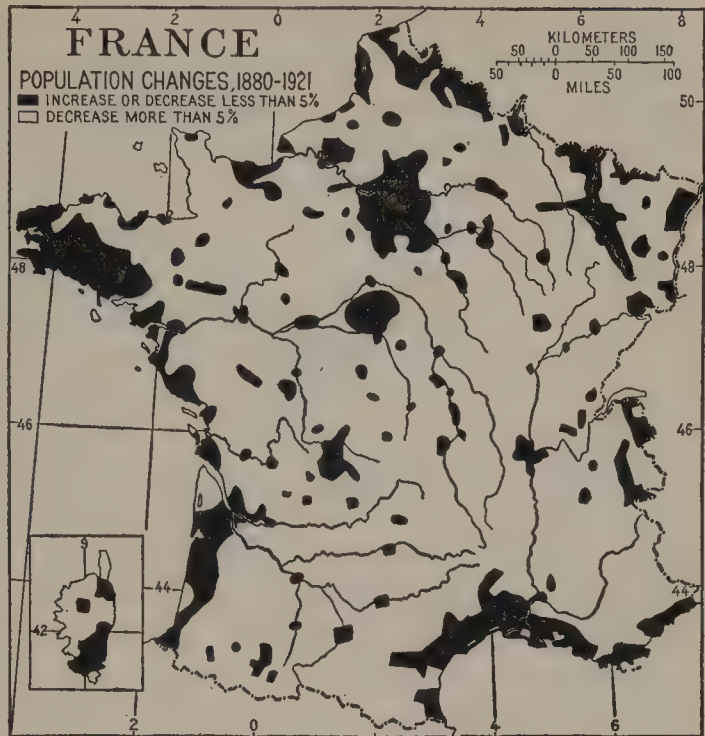 4 2 0 2 4 6 8
FRANCE
POPULATION CHANGES, 1880-1921
INCREASE OR DECREASE LESS THAN 5%
DECREASE MORE THAN 5%
KILOMETERS
50 0 50 100 150
50 0 50 100
MILES
50
48 48
46 46
9
44 44
42
2 0 2 4 6